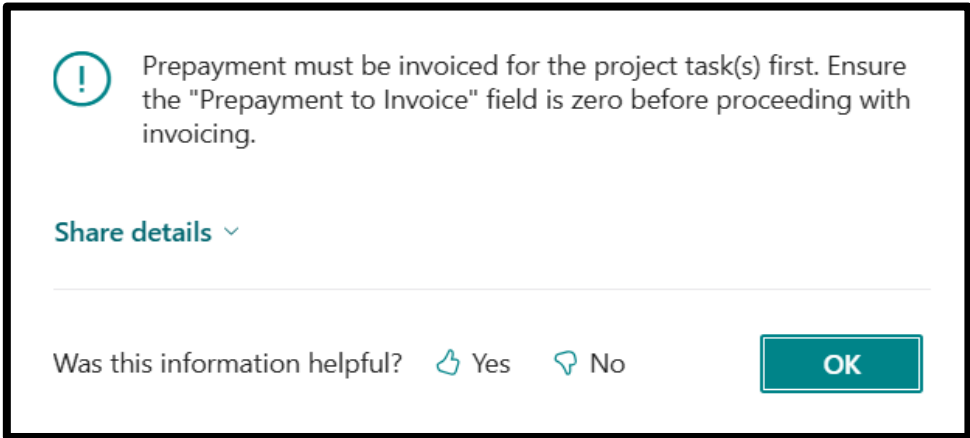 Prepayment must be invoiced for the project task(s) first. Ensure
the "Prepayment to Invoice" field is zero before proceeding with
invoicing.
Share details
Was this information helpful? Yes No OK